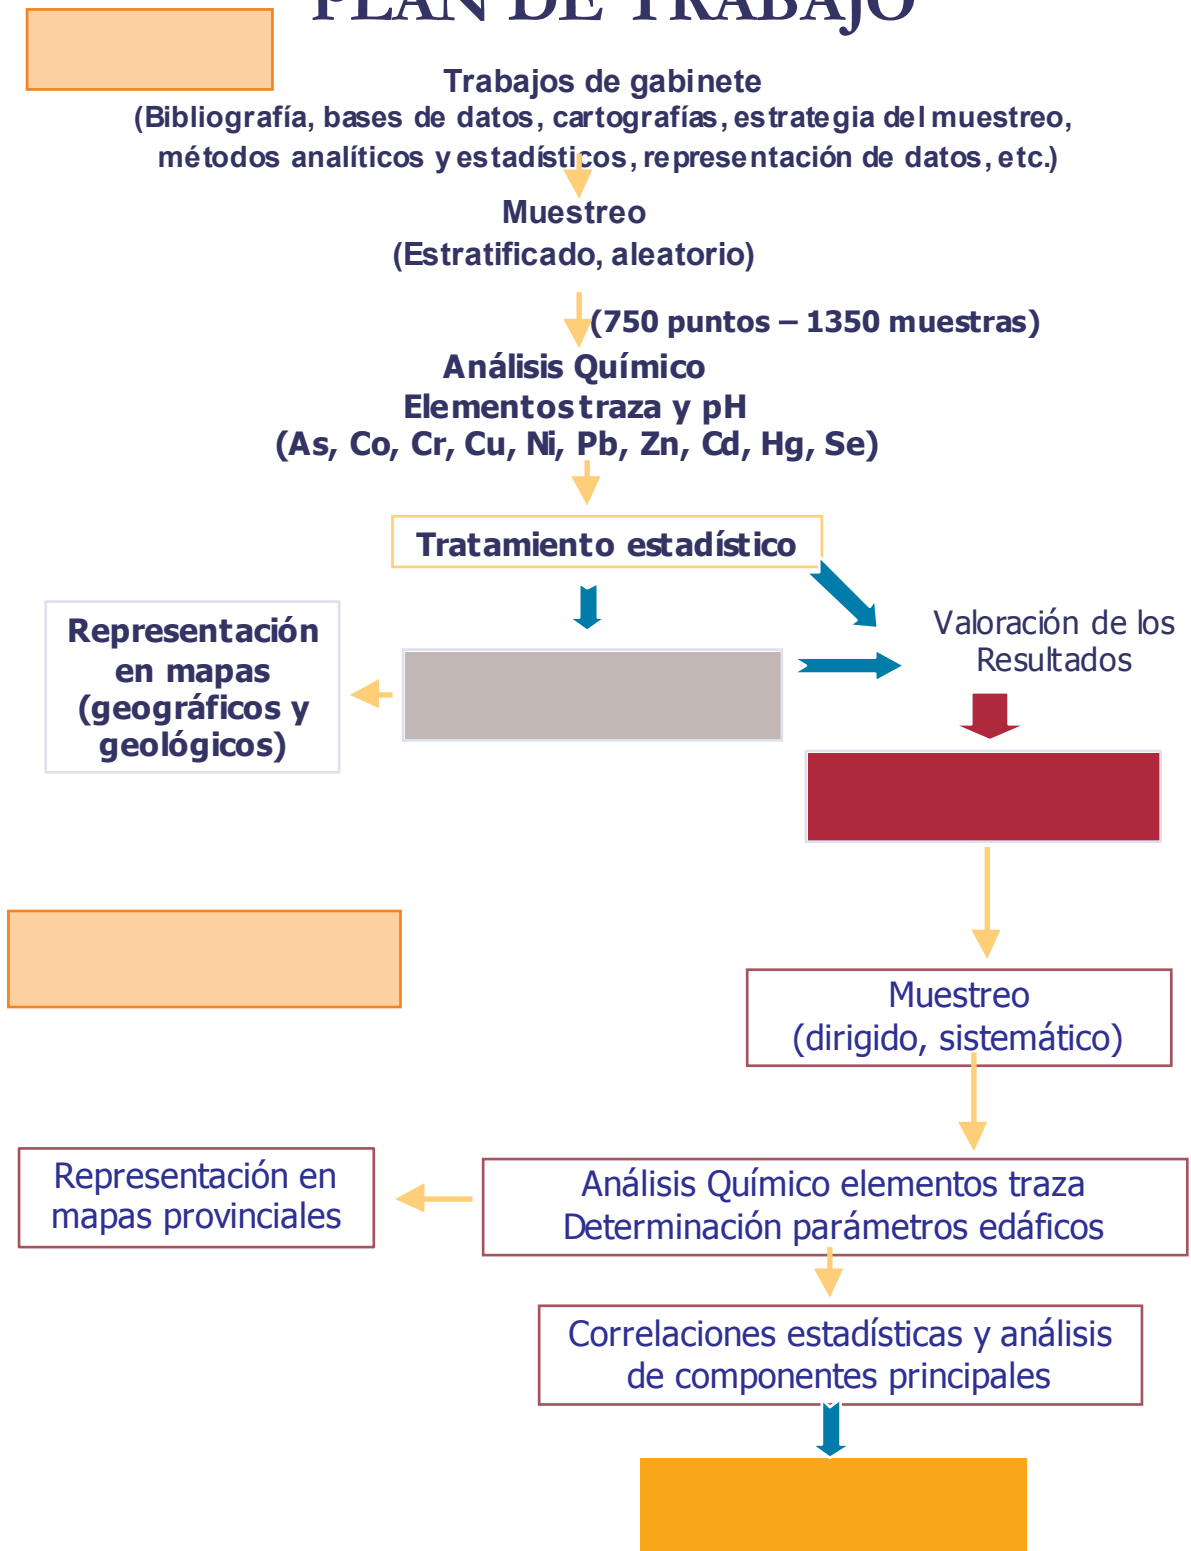 PLAN DE TRABAJO
Trabajos de gabinete
(Bibliografía, bases de datos, cartografías, estrategia del muestreo,
métodos analíticos y estadísticos, representación de datos, etc.)
Muestreo
(Estratificado, aleatorio)
(750 puntos – 1350 muestras)
Análisis Químico
Elementos traza y pH
(As, Co, Cr, Cu, Ni, Pb, Zn, Cd, Hg, Se)
Tratamiento estadístico
Representación
en mapas
(geográficos y
geológicos)
Valoración de los
Resultados
Muestreo
(dirigido, sistemático)
Representación en
mapas provinciales
Análisis Químico elementos traza
Determinación parámetros edáficos
Correlaciones estadísticas y análisis
de componentes principales